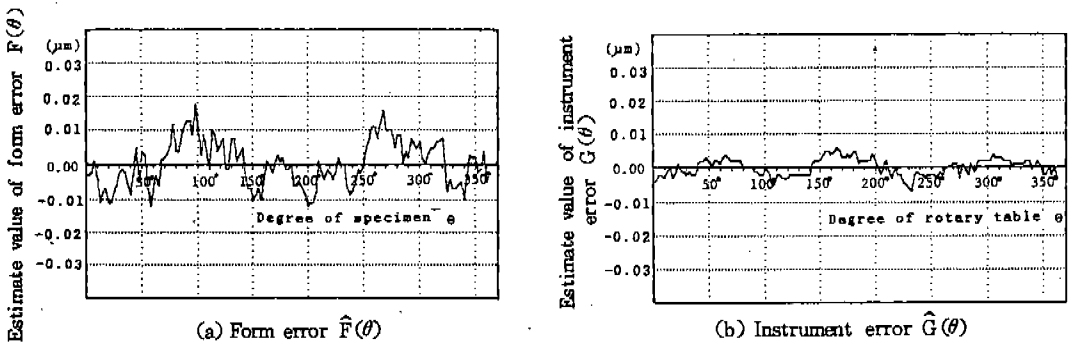 Estimate value of form error F(θ)
(μm)
0.03
0.02
0.01
0.00
-0.01
-0.02
-0.03
50° 100° 150° 200° 250° 300° 350°
Degree of specimen θ
(a) Form error F̂(θ)
Estimate value of instrument
error G(θ)
(μm)
0.03
0.02
0.01
0.00
-0.01
-0.02
-0.03
50° 100° 150° 200° 250° 300° 350°
Dagree of rotary table θ
(b) Instrument error Ĝ(θ)